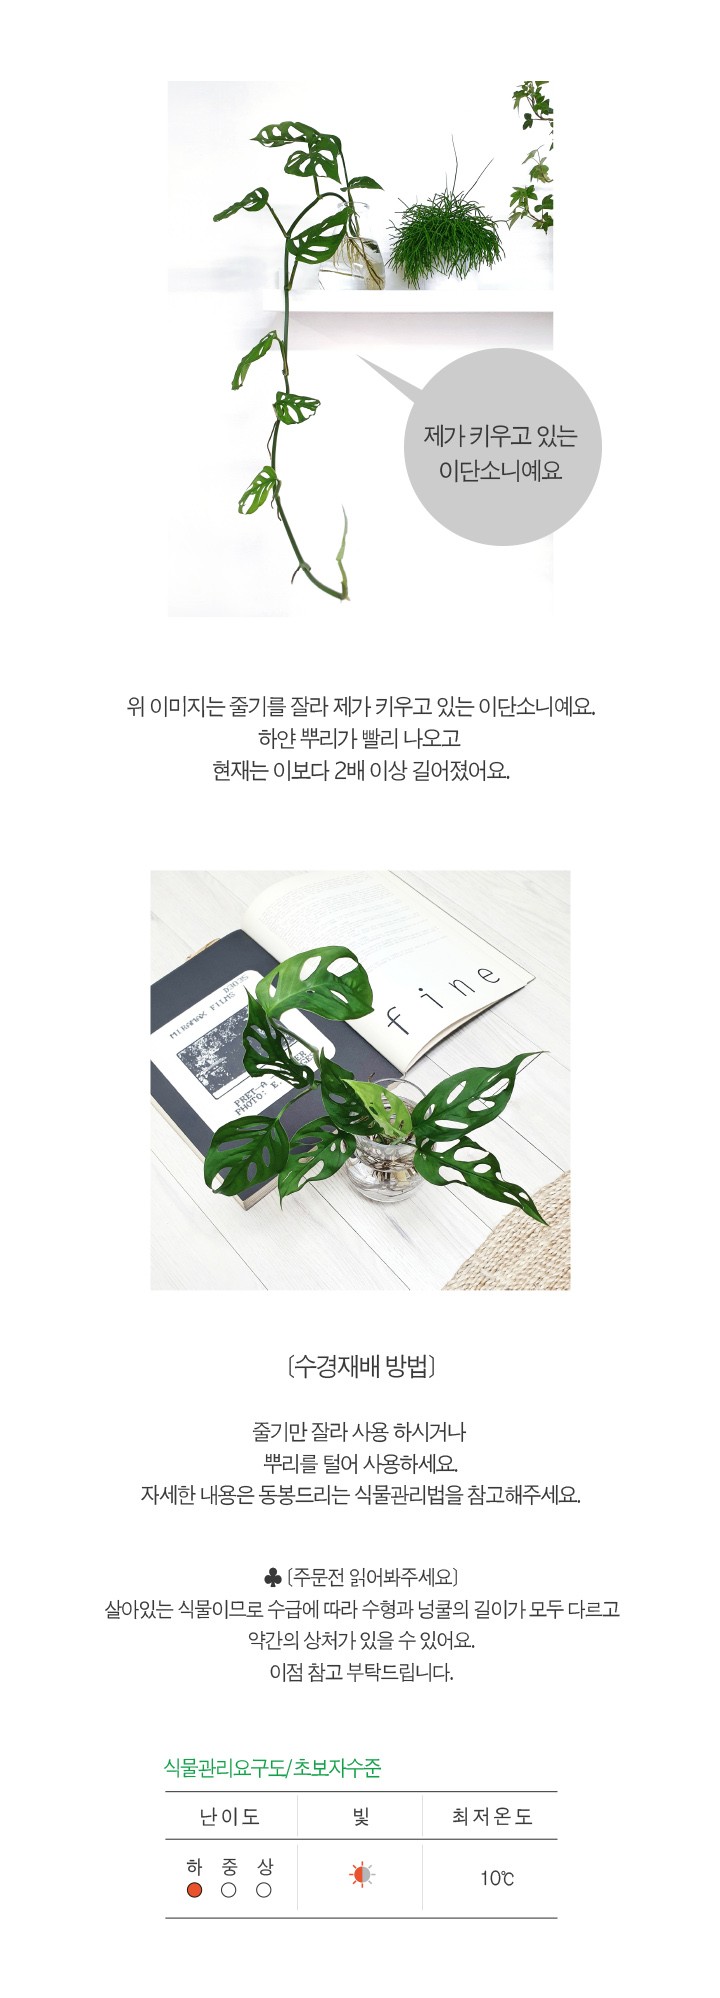 제가 키우고 있는
이단소니예요
위 이미지는 줄기를 잘라 제가 키우고 있는 이단소니예요.
하얀 뿌리가 빨리 나오고
현재는 이보다 2배 이상 길어졌어요.
fine
MIRAMAX FILMS
PRET-A
PHOTO: E.
〔수경재배 방법〕
줄기만 잘라 사용 하시거나
뿌리를 털어 사용하세요.
자세한 내용은 동봉드리는 식물관리법을 참고해주세요.
♣〔주문전 읽어봐주세요〕
살아있는 식물이므로 수급에 따라 수형과 넝쿨의 길이가 모두 다르고
약간의 상처가 있을 수 있어요.
이점 참고 부탁드립니다.
식물관리요구도/초보자수준
난이도 빛 최저온도
하 중 상
10℃